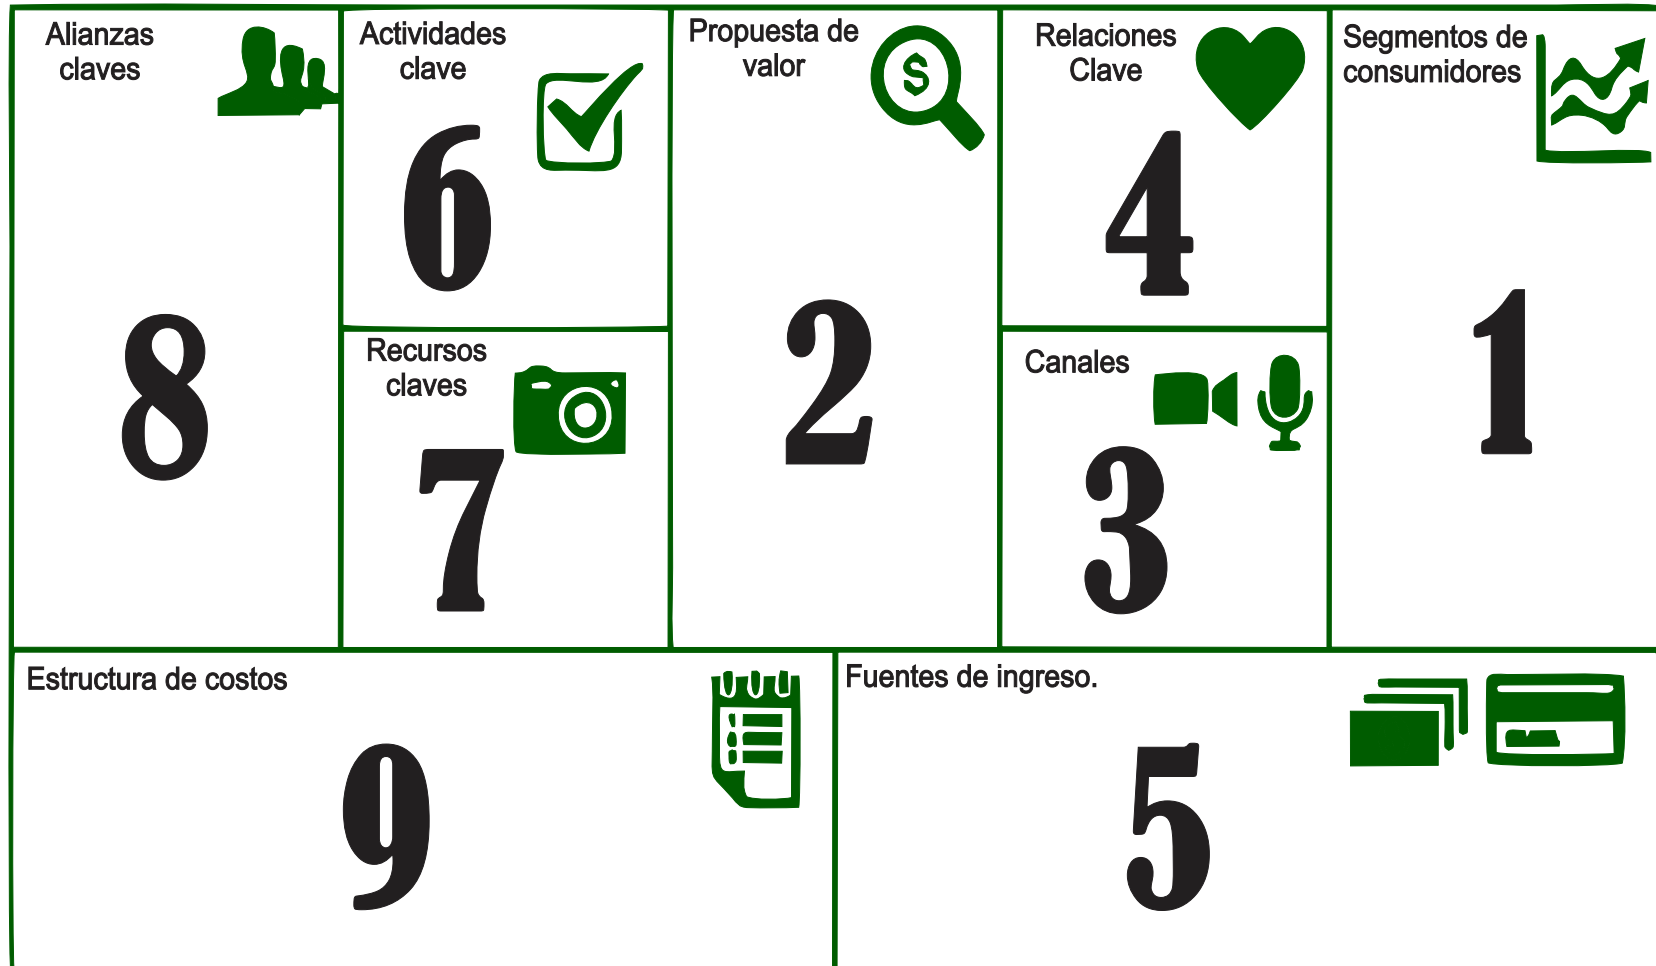 Alianzas
claves
8
Actividades
clave
6
Recursos
claves
7
Propuesta de
valor
$
2
Relaciones
Clave
4
Canales
3
Segmentos de
consumidores
1
Estructura de costos
9
Fuentes de ingreso.
5